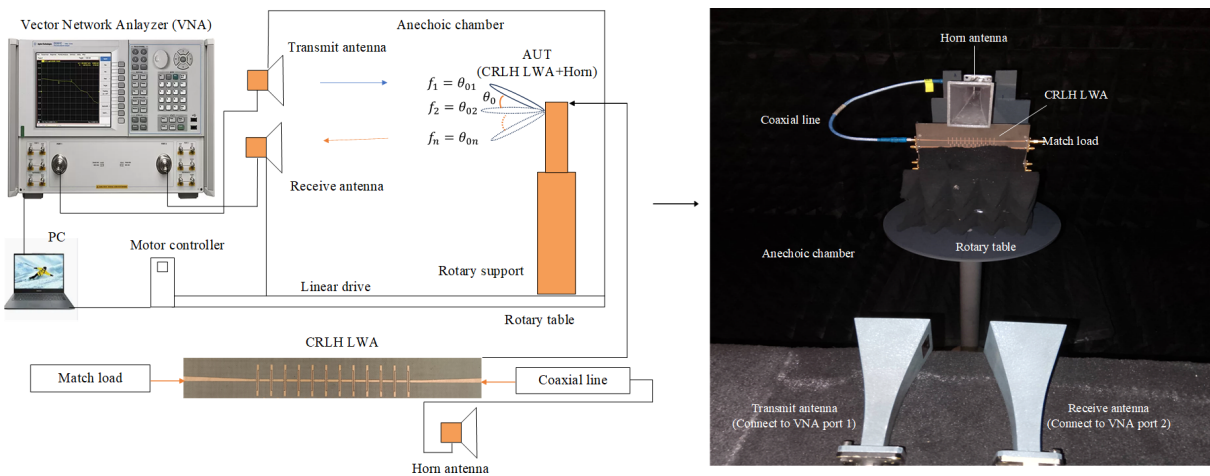 Vector Network Anlayzer (VNA)
Anechoic chamber
Transmit antenna
AUT
(CRLH LWA+Horn)
f₁ = θ₀₁
θ₀
f₂ = θ₀₂
fₙ = θ₀ₙ
Receive antenna
PC
Motor controller
Rotary support
Linear drive
Rotary table
CRLH LWA
Match load
Coaxial line
Horn antenna
Horn antenna
CRLH LWA
Coaxial line
Match load
Rotary table
Anechoic chamber
Transmit antenna
(Connect to VNA port 1)
Receive antenna
(Connect to VNA port 2)